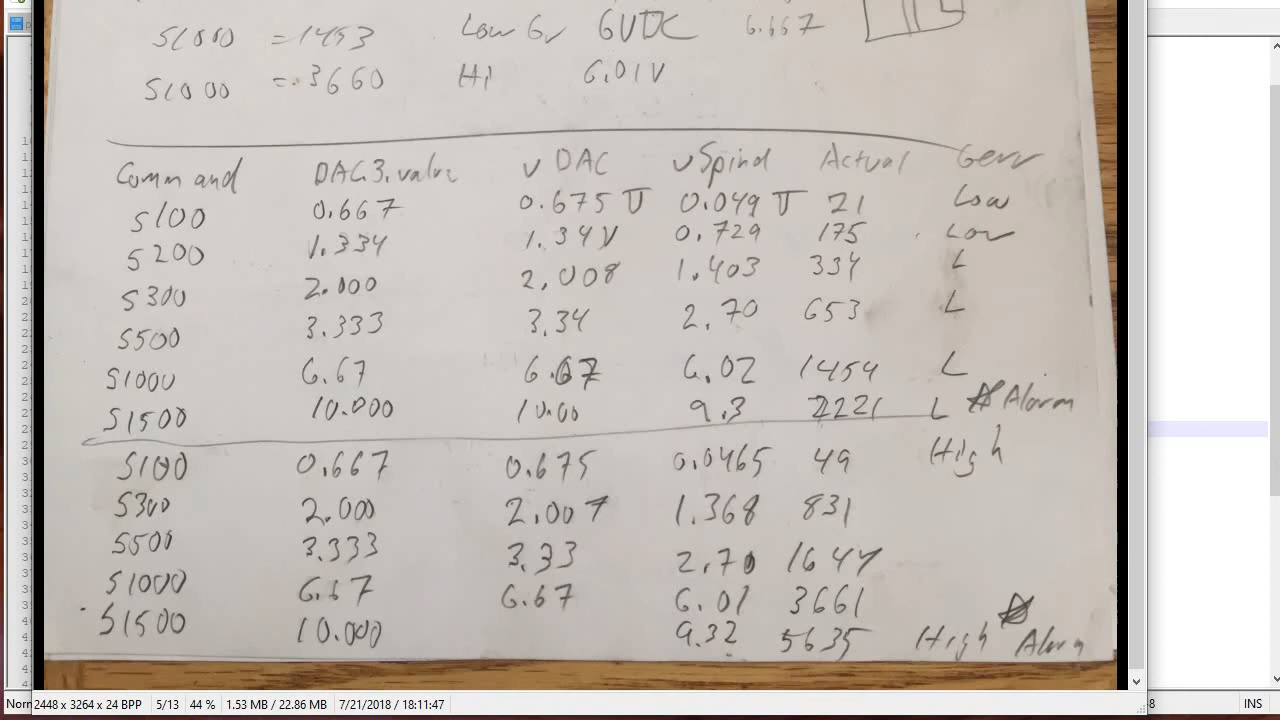 S1000 =1453 Low Gr 6VDC 6.667
S1000 = 3660 Hi 6.01V
Command DAC3.value v DAC v Spind Actual Gear
S100 0.667 0.675 V 0.049 V 21 Low
S200 1.334 1.34V 0.729 175 Low
S300 2.000 2.008 1.403 334 L
S500 3.333 3.34 2.70 653 L
S1000 6.67 6.67 6.02 1454 L
S1500 10.000 10.00 9.3 2221 L Alarm
S100 0.667 0.675 0.0465 49 High
S300 2.000 2.007 1.368 831
S500 3.333 3.33 2.70 1644
S1000 6.67 6.67 6.01 3661
S1500 10.000 9.32 5635 High Alarm
Norm 2448 x 3264 x 24 BPP 5/13 44 % 1.53 MB / 22.86 MB 7/21/2018 / 18:11:47 INS